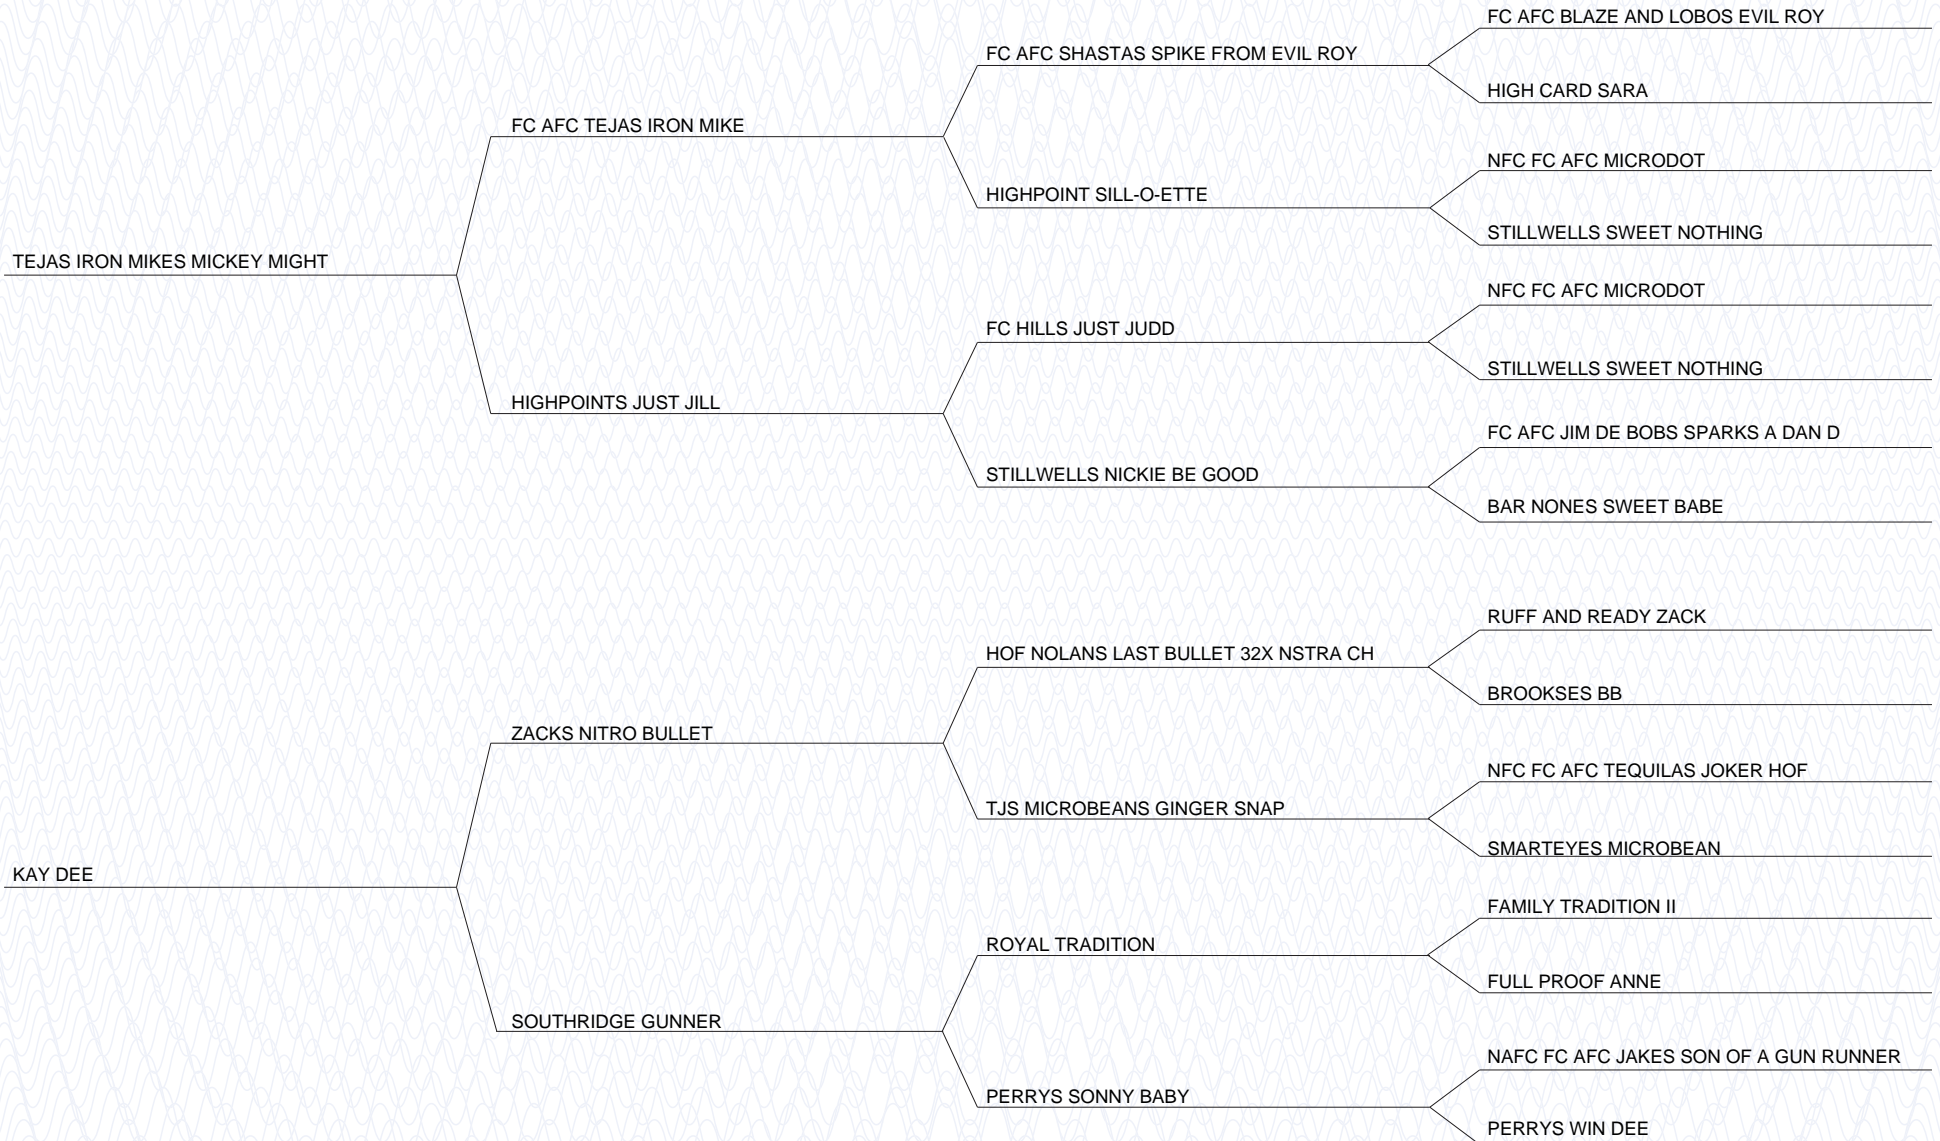 FC AFC BLAZE AND LOBOS EVIL ROY
FC AFC SHASTAS SPIKE FROM EVIL ROY
HIGH CARD SARA
FC AFC TEJAS IRON MIKE
NFC FC AFC MICRODOT
HIGHPOINT SILL-O-ETTE
STILLWELLS SWEET NOTHING
TEJAS IRON MIKES MICKEY MIGHT
NFC FC AFC MICRODOT
FC HILLS JUST JUDD
STILLWELLS SWEET NOTHING
HIGHPOINTS JUST JILL
FC AFC JIM DE BOBS SPARKS A DAN D
STILLWELLS NICKIE BE GOOD
BAR NONES SWEET BABE
RUFF AND READY ZACK
HOF NOLANS LAST BULLET 32X NSTRA CH
BROOKSES BB
ZACKS NITRO BULLET
NFC FC AFC TEQUILAS JOKER HOF
TJS MICROBEANS GINGER SNAP
SMARTEYES MICROBEAN
KAY DEE
FAMILY TRADITION II
ROYAL TRADITION
FULL PROOF ANNE
SOUTHRIDGE GUNNER
NAFC FC AFC JAKES SON OF A GUN RUNNER
PERRYS SONNY BABY
PERRYS WIN DEE